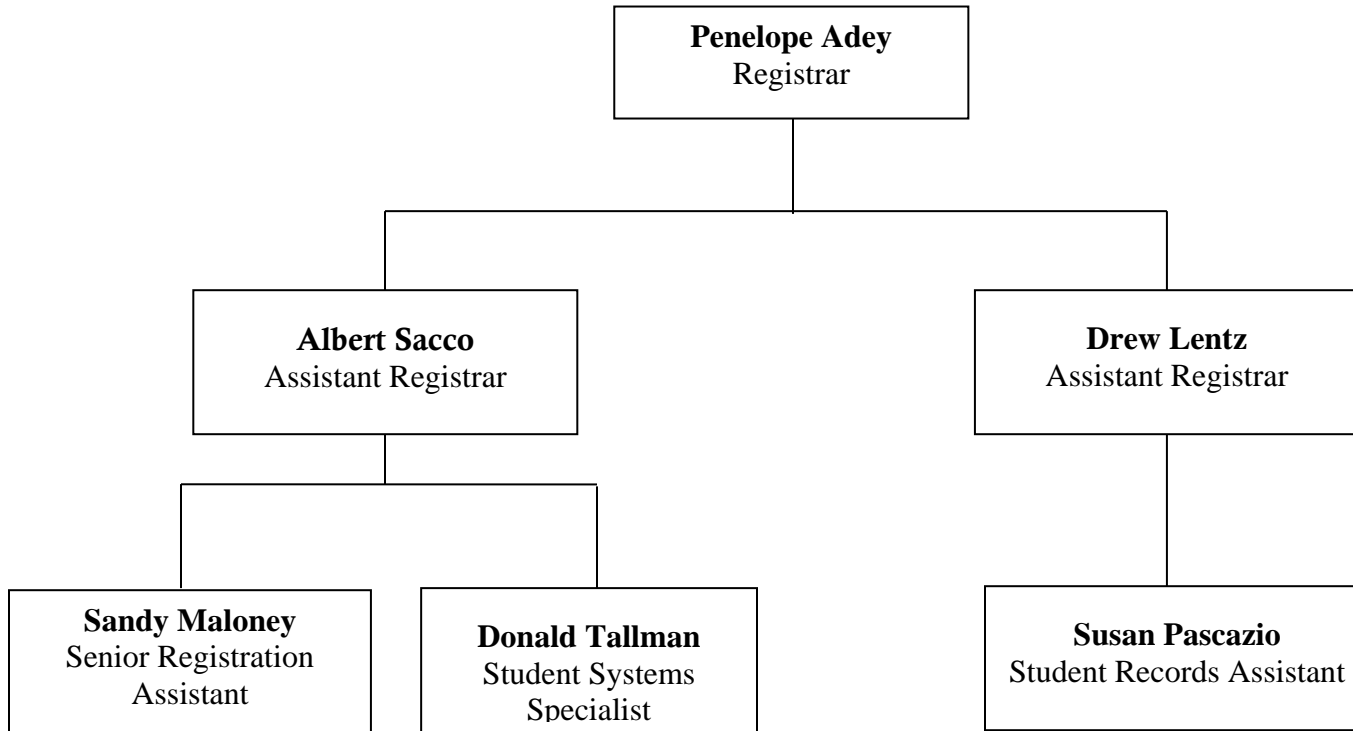 Penelope Adey
Registrar
Albert Sacco
Assistant Registrar
Drew Lentz
Assistant Registrar
Sandy Maloney
Senior Registration
Assistant
Donald Tallman
Student Systems
Specialist
Susan Pascazio
Student Records Assistant